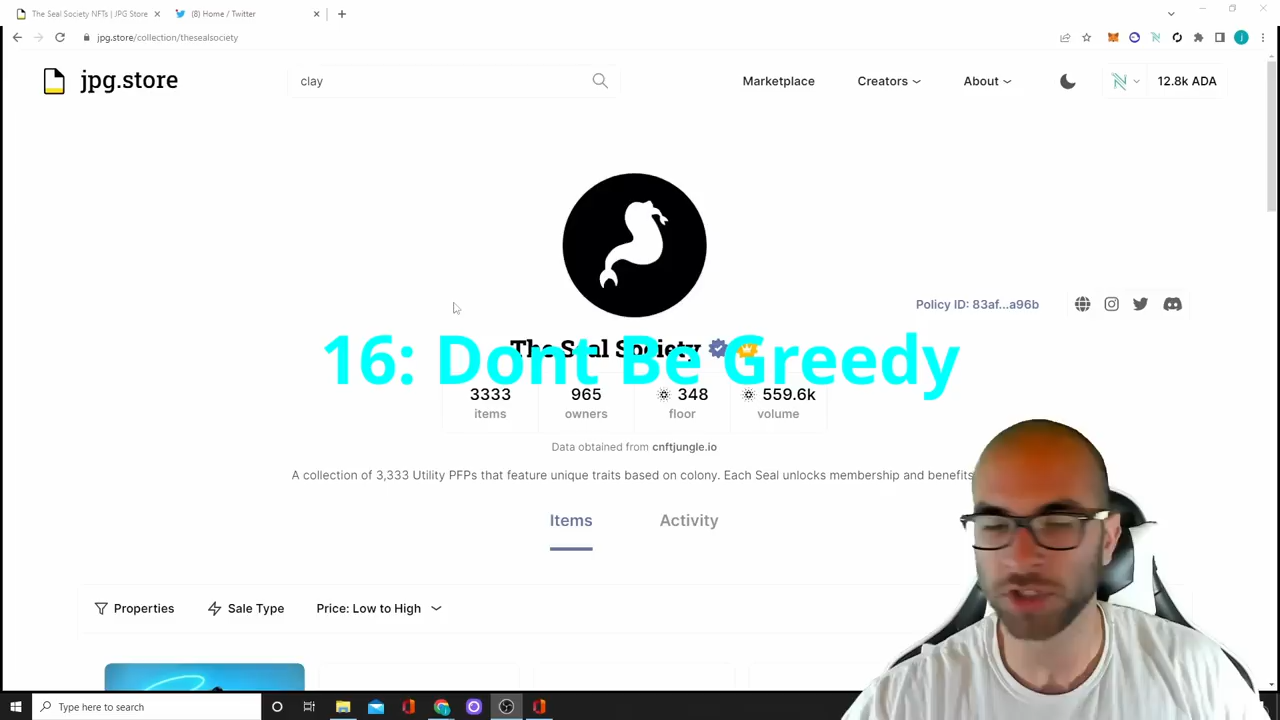 The Seal Society NFTs | JPG Store
(8) Home / Twitter
jpg.store/collection/thesealsociety
jpg.store
clay
Marketplace
Creators
About
12.8k ADA
Policy ID: 83af...a96b
The Seal Society
16: Dont Be Greedy
3333
items
965
owners
348
floor
559.6k
volume
Data obtained from cnftjungle.io
A collection of 3,333 Utility PFPs that feature unique traits based on colony. Each Seal unlocks membership and benefits
Items
Activity
Properties
Sale Type
Price: Low to High
Type here to search